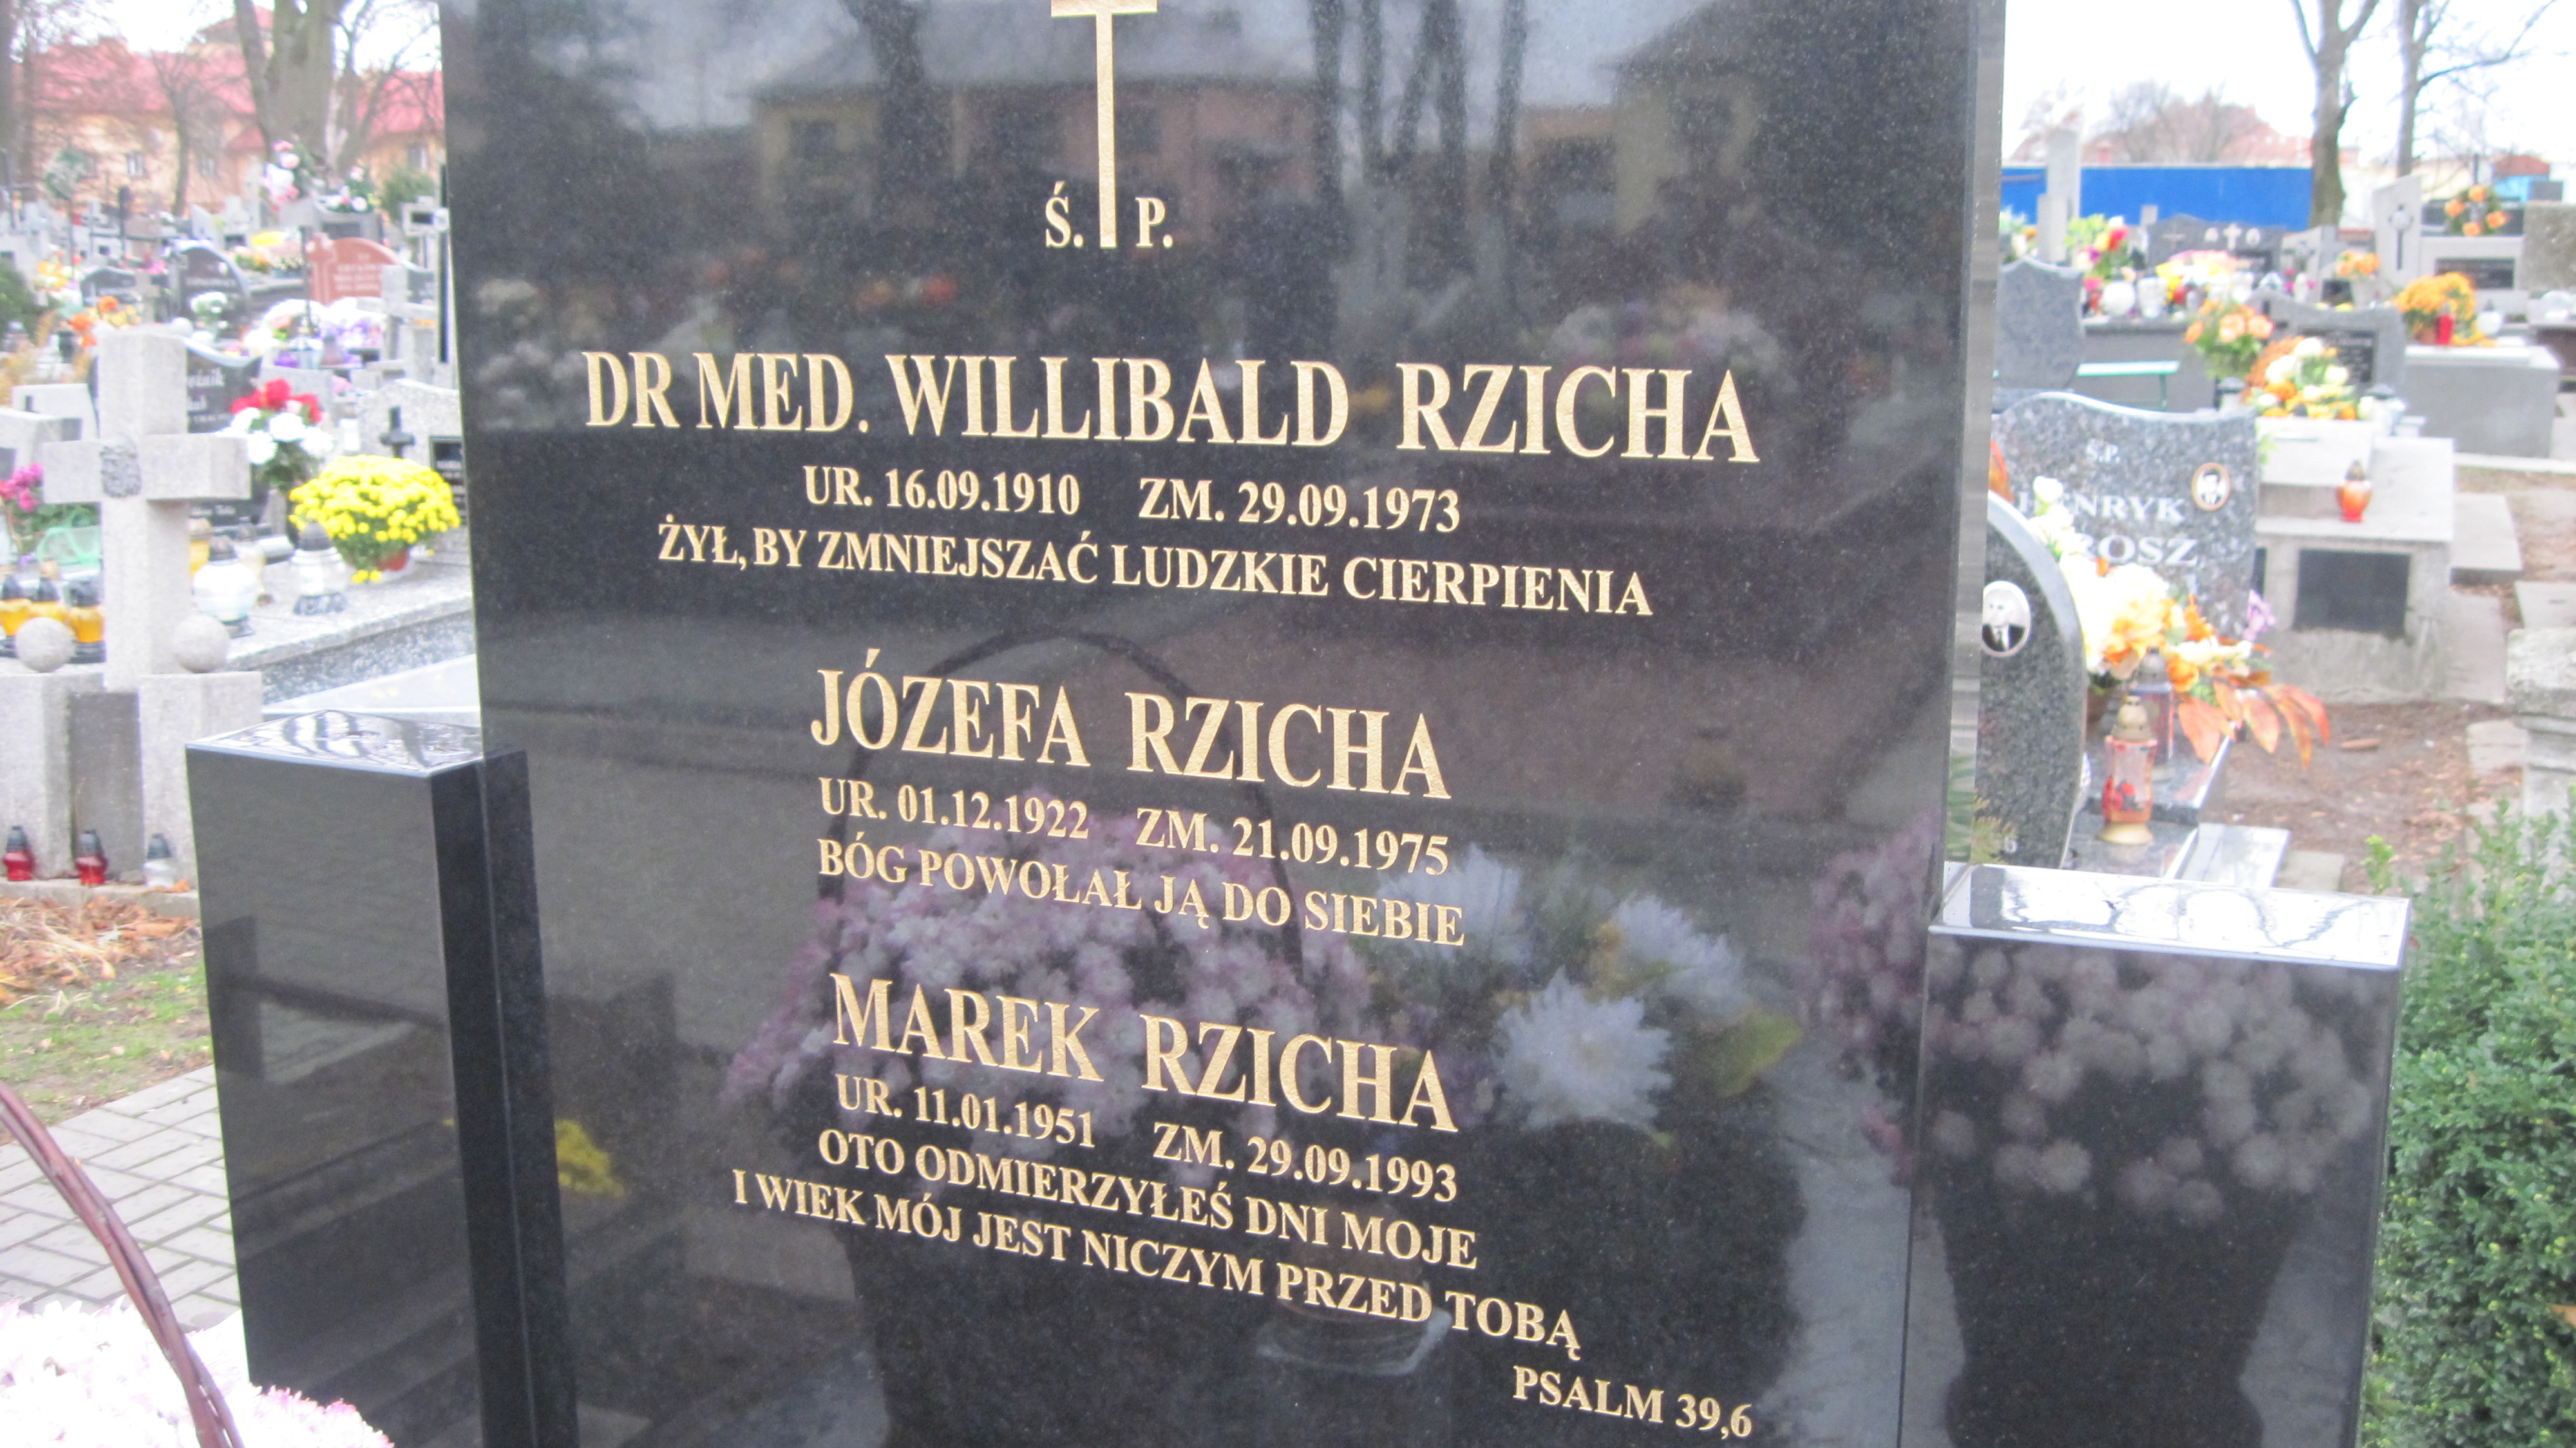 Ś. P.
DR MED. WILLIBALD RZICHA
UR. 16.09.1910 ZM. 29.09.1973
ŻYŁ, BY ZMNIEJSZAĆ LUDZKIE CIERPIENIA
JÓZEFA RZICHA
UR. 01.12.1922 ZM. 21.09.1975
BÓG POWOŁAŁ JĄ DO SIEBIE
MAREK RZICHA
UR. 11.01.1951 ZM. 29.09.1993
OTO ODMIERZYŁEŚ DNI MOJE
I WIEK MÓJ JEST NICZYM PRZED TOBĄ
PSALM 39,6
Ś.P.